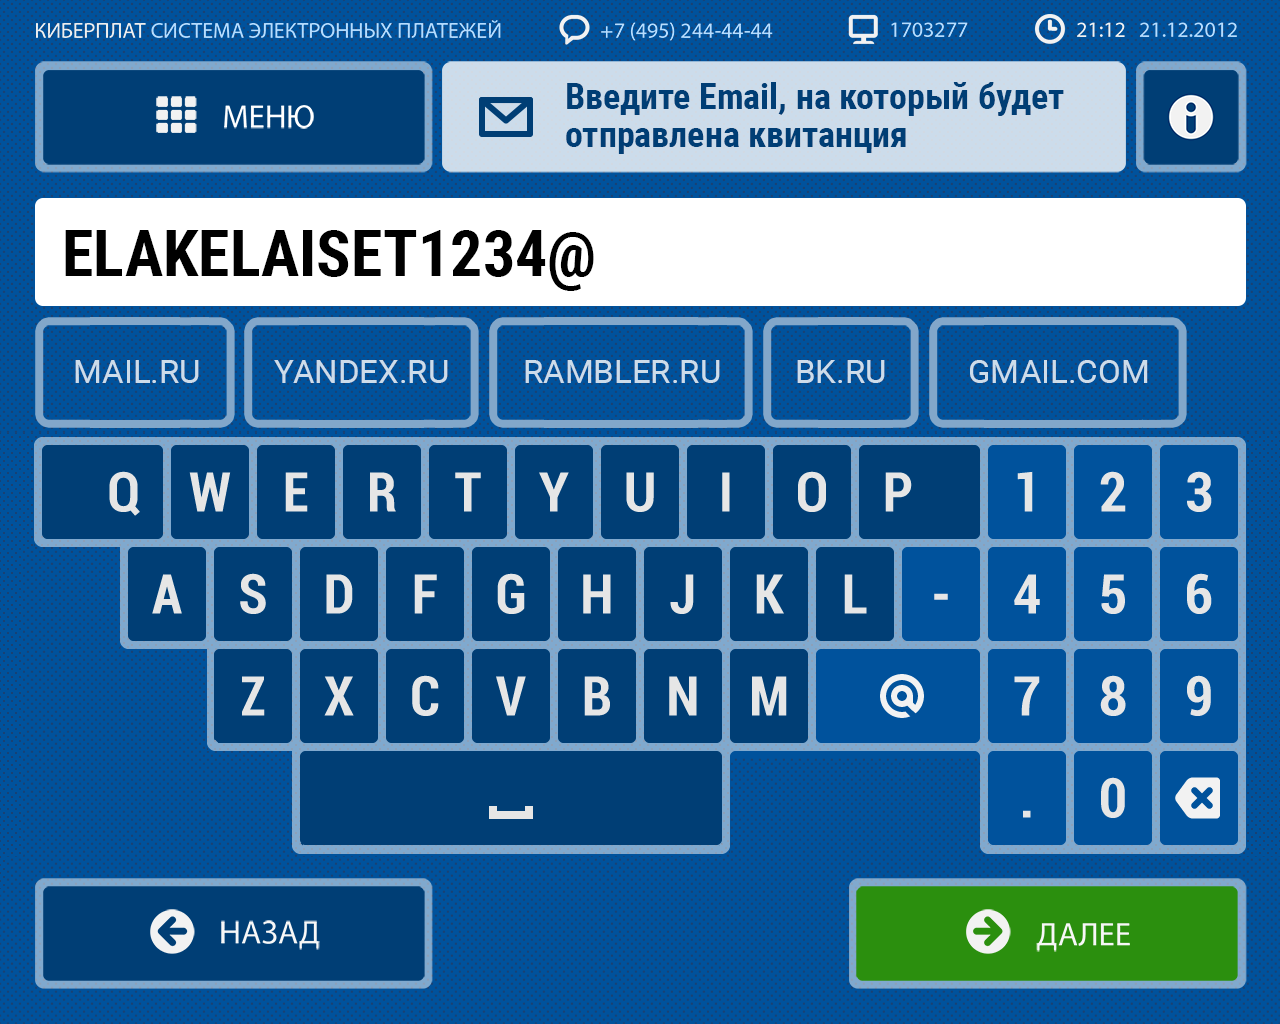 КИБЕРПЛАТ СИСТЕМА ЭЛЕКТРОННЫХ ПЛАТЕЖЕЙ +7 (495) 244-44-44 1703277 21:12 21.12.2012
МЕНЮ
Введите Email, на который будет
отправлена квитанция
ELAKELAISET1234@
MAIL.RU YANDEX.RU RAMBLER.RU BK.RU GMAIL.COM
Q W E R T Y U I O P 1 2 3
A S D F G H J K L - 4 5 6
Z X C V B N M @ 7 8 9
. 0
НАЗАД ДАЛЕЕ